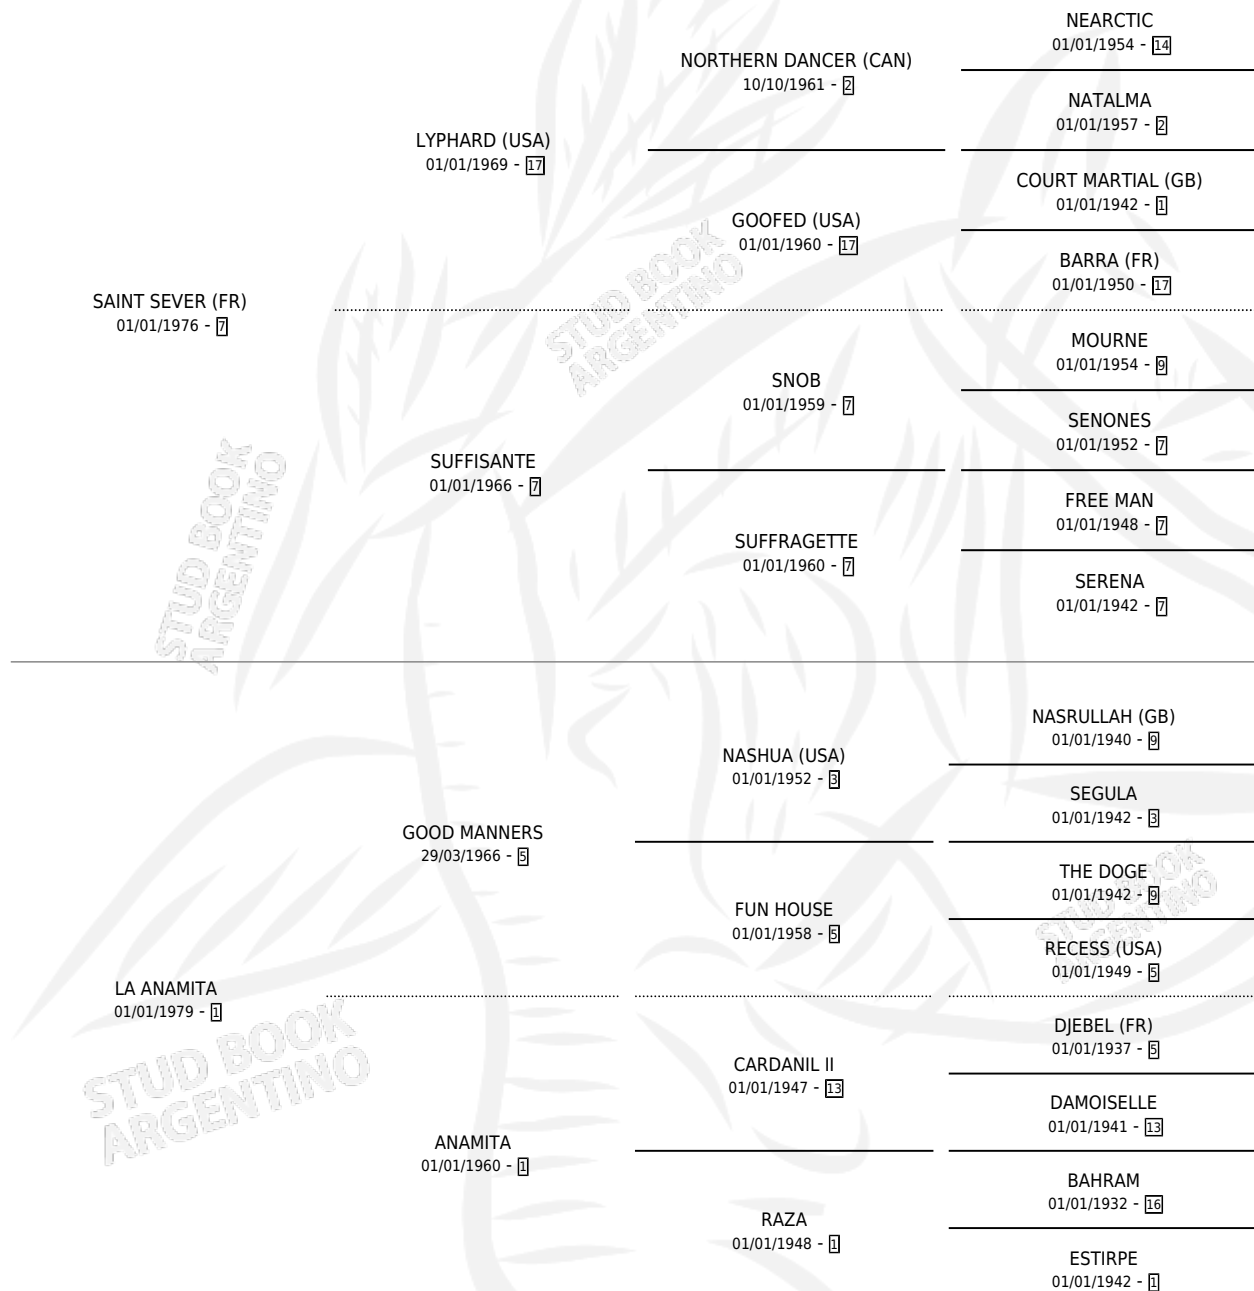 NEARCTIC
01/01/1954 - 14
NORTHERN DANCER (CAN)
10/10/1961 - 2
NATALMA
01/01/1957 - 2
LYPHARD (USA)
01/01/1969 - 17
COURT MARTIAL (GB)
01/01/1942 - 1
GOOFED (USA)
01/01/1960 - 17
BARRA (FR)
01/01/1950 - 17
SAINT SEVER (FR)
01/01/1976 - 7
MOURNE
01/01/1954 - 9
SNOB
01/01/1959 - 7
SENONES
01/01/1952 - 7
SUFFISANTE
01/01/1966 - 7
FREE MAN
01/01/1948 - 7
SUFFRAGETTE
01/01/1960 - 7
SERENA
01/01/1942 - 7
STUD BOOK
ARGENTINO
STUD BOOK
ARGENTINO
NASRULLAH (GB)
01/01/1940 - 9
NASHUA (USA)
01/01/1952 - 3
SEGULA
01/01/1942 - 3
GOOD MANNERS
29/03/1966 - 5
THE DOGE
01/01/1942 - 9
FUN HOUSE
01/01/1958 - 5
RECESS (USA)
01/01/1949 - 5
LA ANAMITA
01/01/1979 - 1
DJEBEL (FR)
01/01/1937 - 5
CARDANIL II
01/01/1947 - 13
DAMOISELLE
01/01/1941 - 13
ANAMITA
01/01/1960 - 1
BAHRAM
01/01/1932 - 16
RAZA
01/01/1948 - 1
ESTIRPE
01/01/1942 - 1
STUD BOOK
ARGENTINO
STUD BOOK
ARGENTINO